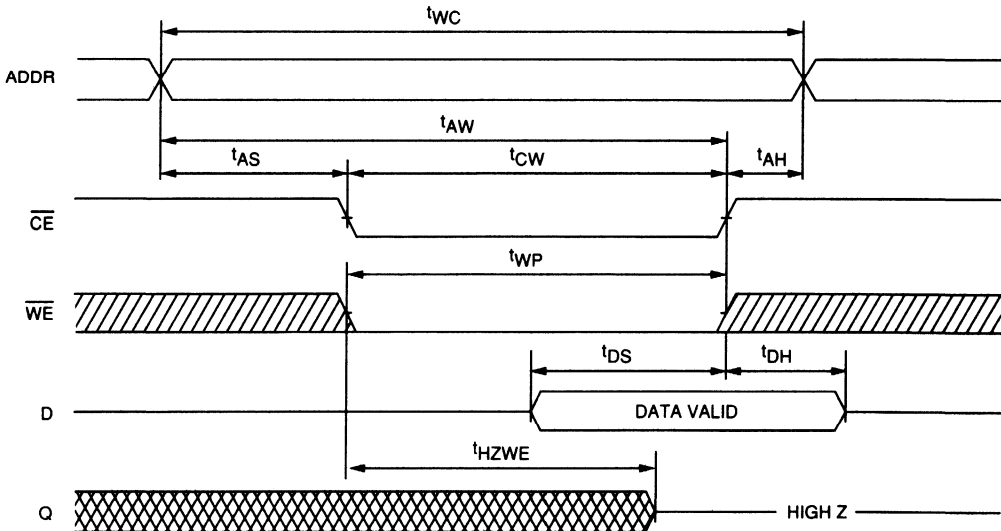 tWC
ADDR
tAW
tAS tCW tAH
CE
tWP
WE
tDS tDH
D DATA VALID
tHZWE
Q HIGH Z